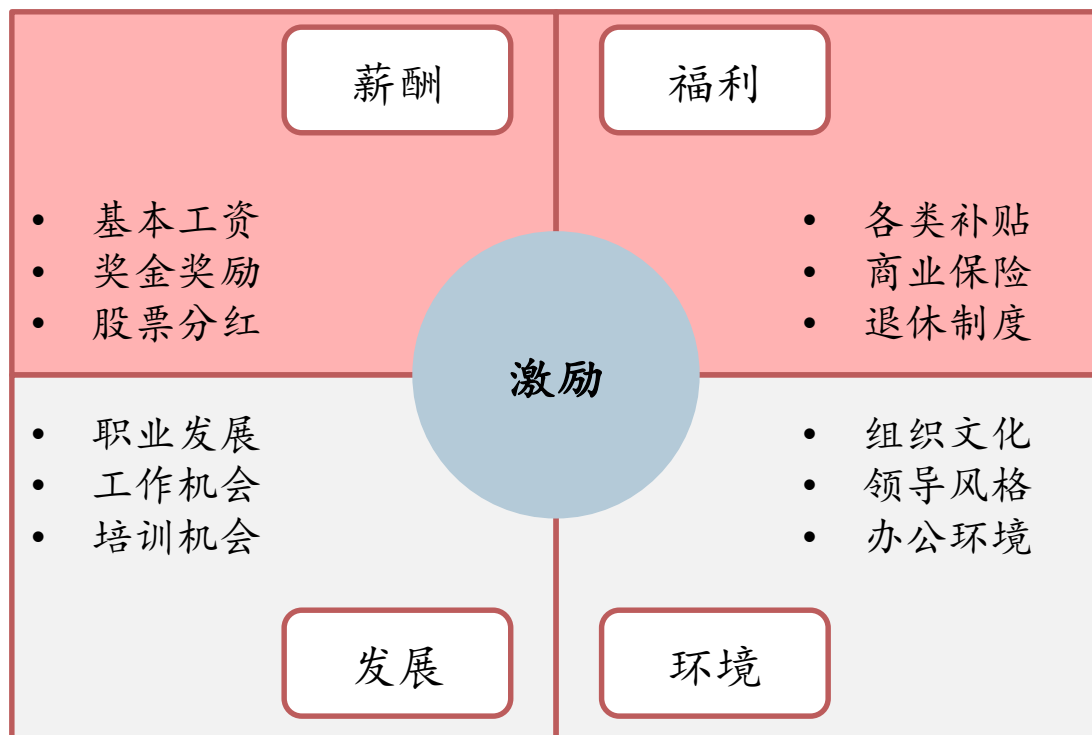 薪酬
• 基本工资
• 奖金奖励
• 股票分红
福利
• 各类补贴
• 商业保险
• 退休制度
激励
• 职业发展
• 工作机会
• 培训机会
发展
• 组织文化
• 领导风格
• 办公环境
环境